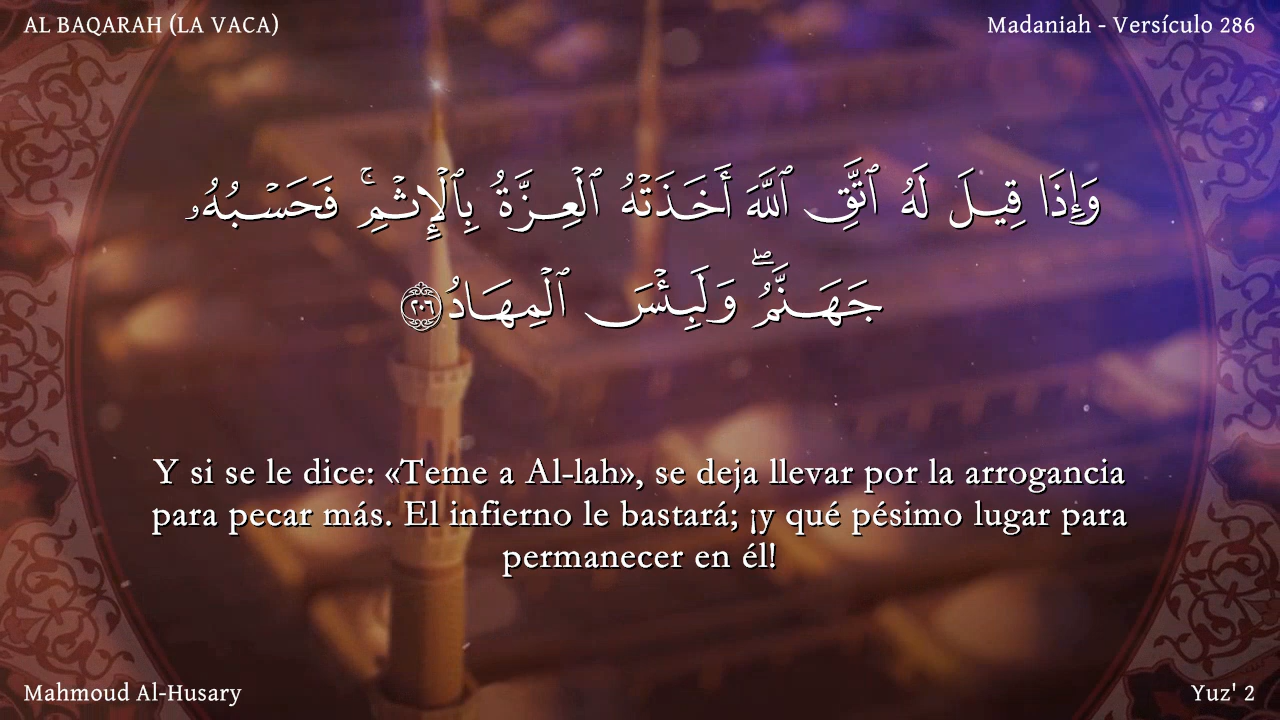 AL BAQARAH (LA VACA)
Madaniah - Versículo 286
وَإِذَا قِيلَ لَهُ ٱتَّقِ ٱللَّهَ أَخَذَتْهُ ٱلْعِزَّةُ بِٱلْإِثْمِ ۚ فَحَسْبُهُۥ
جَهَنَّمُ ۖ وَلَبِئْسَ ٱلْمِهَادُ ٢٠٦
Y si se le dice: «Teme a Al-lah», se deja llevar por la arrogancia
para pecar más. El infierno le bastará; ¡y qué pésimo lugar para
permanecer en él!
Mahmoud Al-Husary
Yuz' 2